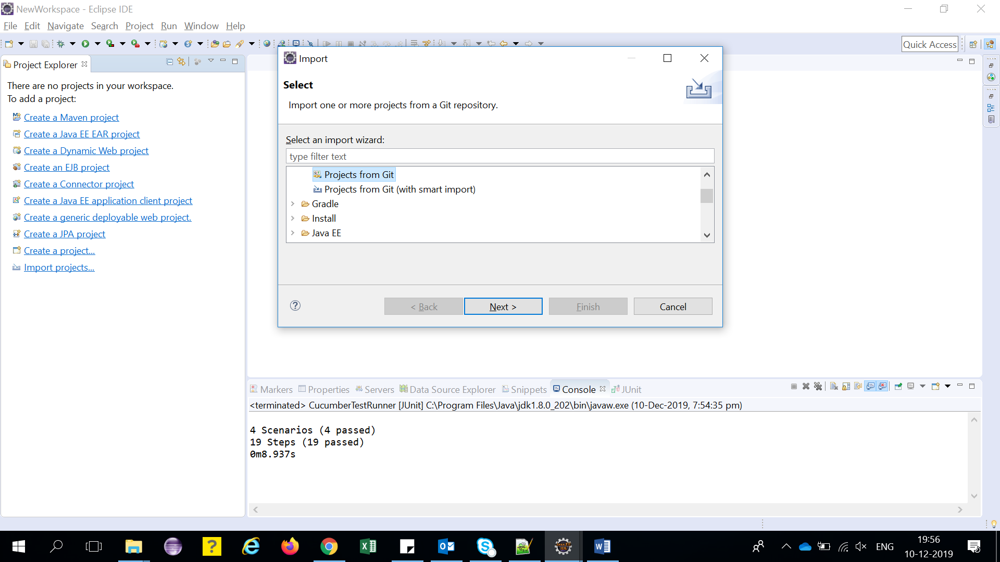 NewWorkspace - Eclipse IDE
File Edit Navigate Search Project Run Window Help
Quick Access
Project Explorer
There are no projects in your workspace.
To add a project:
Create a Maven project
Create a Java EE EAR project
Create a Dynamic Web project
Create an EJB project
Create a Connector project
Create a Java EE application client project
Create a generic deployable web project.
Create a JPA project
Create a project...
Import projects...
Import
Select
Import one or more projects from a Git repository.
Select an import wizard:
type filter text
Projects from Git
Projects from Git (with smart import)
Gradle
Install
Java EE
< Back Next > Finish Cancel
Markers Properties Servers Data Source Explorer Snippets Console JUnit
<terminated> CucumberTestRunner [JUnit] C:\Program Files\Java\jdk1.8.0_202\bin\javaw.exe (10-Dec-2019, 7:54:35 pm)
4 Scenarios (4 passed)
19 Steps (19 passed)
0m8.937s
ENG
19:56
10-12-2019